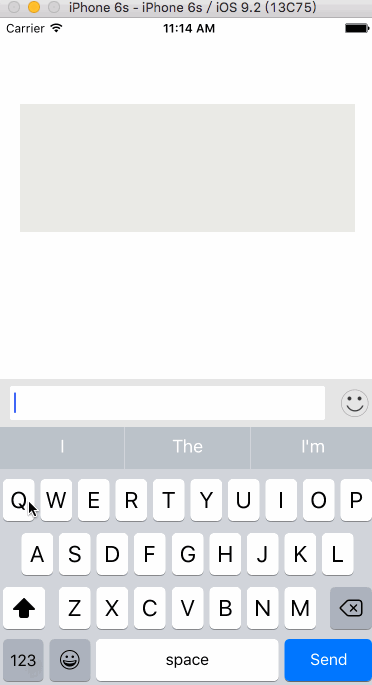 iPhone 6s - iPhone 6s / iOS 9.2 (13C75)
Carrier 11:14 AM
I The I'm
Q W E R T Y U I O P
A S D F G H J K L
Z X C V B N M
123 space Send